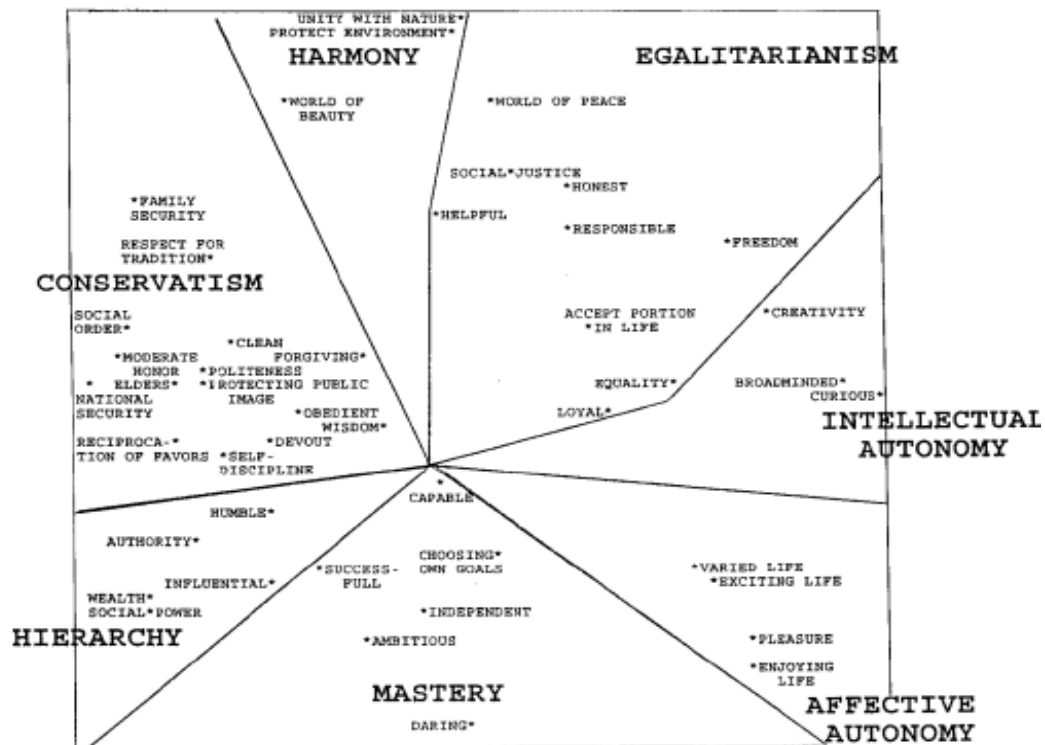 UNITY WITH NATURE*
PROTECT ENVIRONMENT*
HARMONY
EGALITARIANISM
*WORLD OF
BEAUTY
*WORLD OF PEACE
SOCIAL*JUSTICE
*HONEST
*FAMILY
SECURITY
*HELPFUL
*RESPONSIBLE
RESPECT FOR
TRADITION*
*FREEDOM
CONSERVATISM
SOCIAL
ORDER*
ACCEPT PORTION
*IN LIFE
*CREATIVITY
*CLEAN
*MODERATE
FORGIVING*
HONOR
*POLITENESS
* ELDERS*
*PROTECTING PUBLIC
IMAGE
NATIONAL
SECURITY
EQUALITY*
BROADMINDED*
CURIOUS*
LOYAL*
*OBEDIENT
WISDOM*
INTELLECTUAL
AUTONOMY
RECIPROCA-*
TION OF FAVORS
*DEVOUT
*SELF-
DISCIPLINE
*
CAPABLE
HUMBLE*
AUTHORITY*
CHOOSING*
OWN GOALS
*SUCCESS-
FULL
*VARIED LIFE
*EXCITING LIFE
INFLUENTIAL*
WEALTH*
SOCIAL*POWER
*INDEPENDENT
HIERARCHY
*AMBITIOUS
*PLEASURE
*ENJOYING
LIFE
MASTERY
AFFECTIVE
AUTONOMY
DARING*